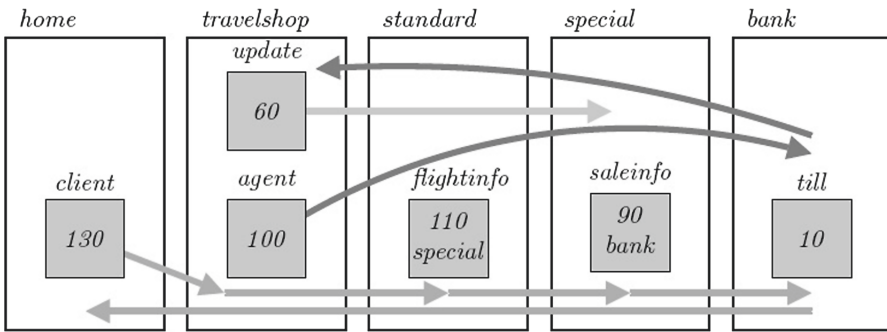 home
travelshop
standard
special
bank
update
60
client
agent
flightinfo
saleinfo
till
130
100
110
special
90
bank
10